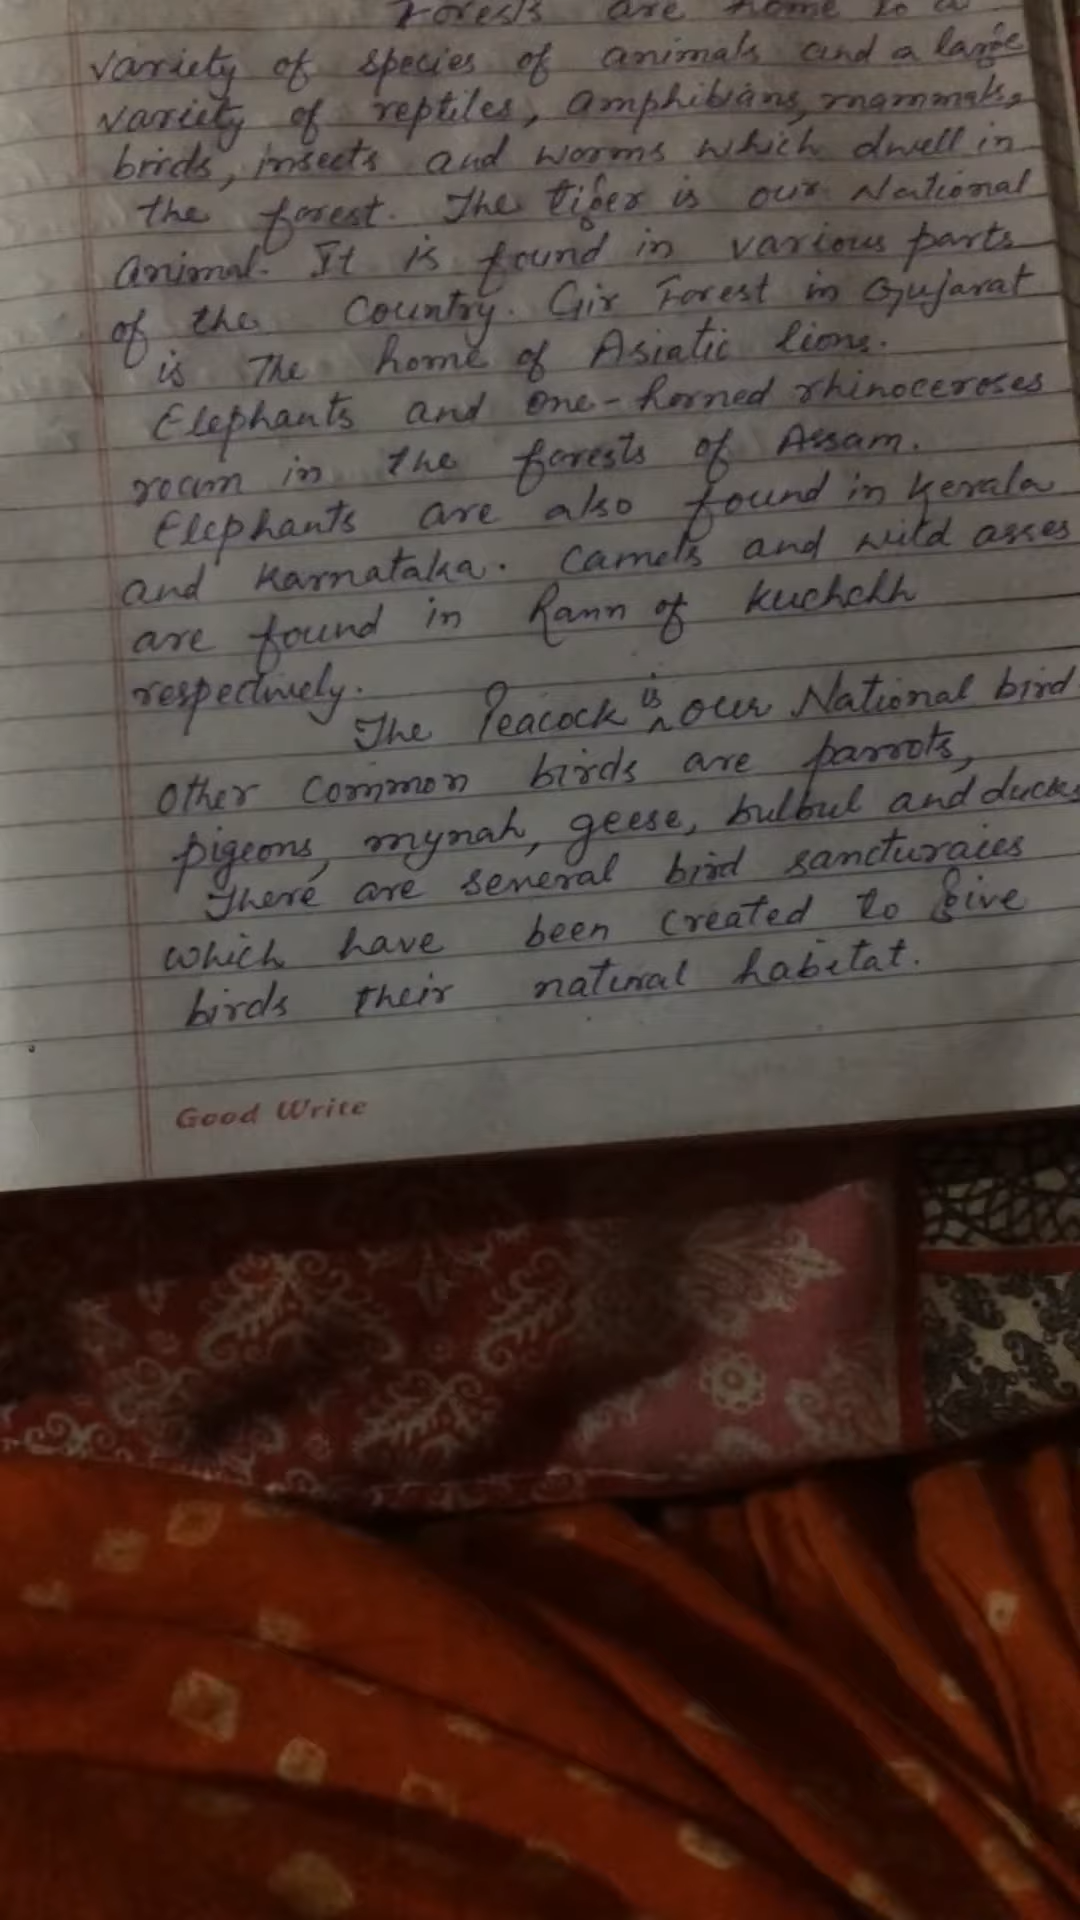 Forests are home to a
variety of species of animals and a large
variety of reptiles, amphibians, mammals,
birds, insects and worms which dwell in
the forest. The tiger is our National
animal. It is found in various parts
of the Country. Gir Forest in Gujarat
is The home of Asiatic lions.
Elephants and one-horned rhinoceroses
roam in the forests of Assam.
Elephants are also found in Kerala
and Karnataka. Camels and wild asses
are found in Rann of Kuchchh
respectively.
The Peacock is our National bird
Other Common birds are parrots,
pigeons, mynah, geese, bulbul and ducks
There are several bird sancturaies
which have been created to give
birds their natural habitat.
Good Write